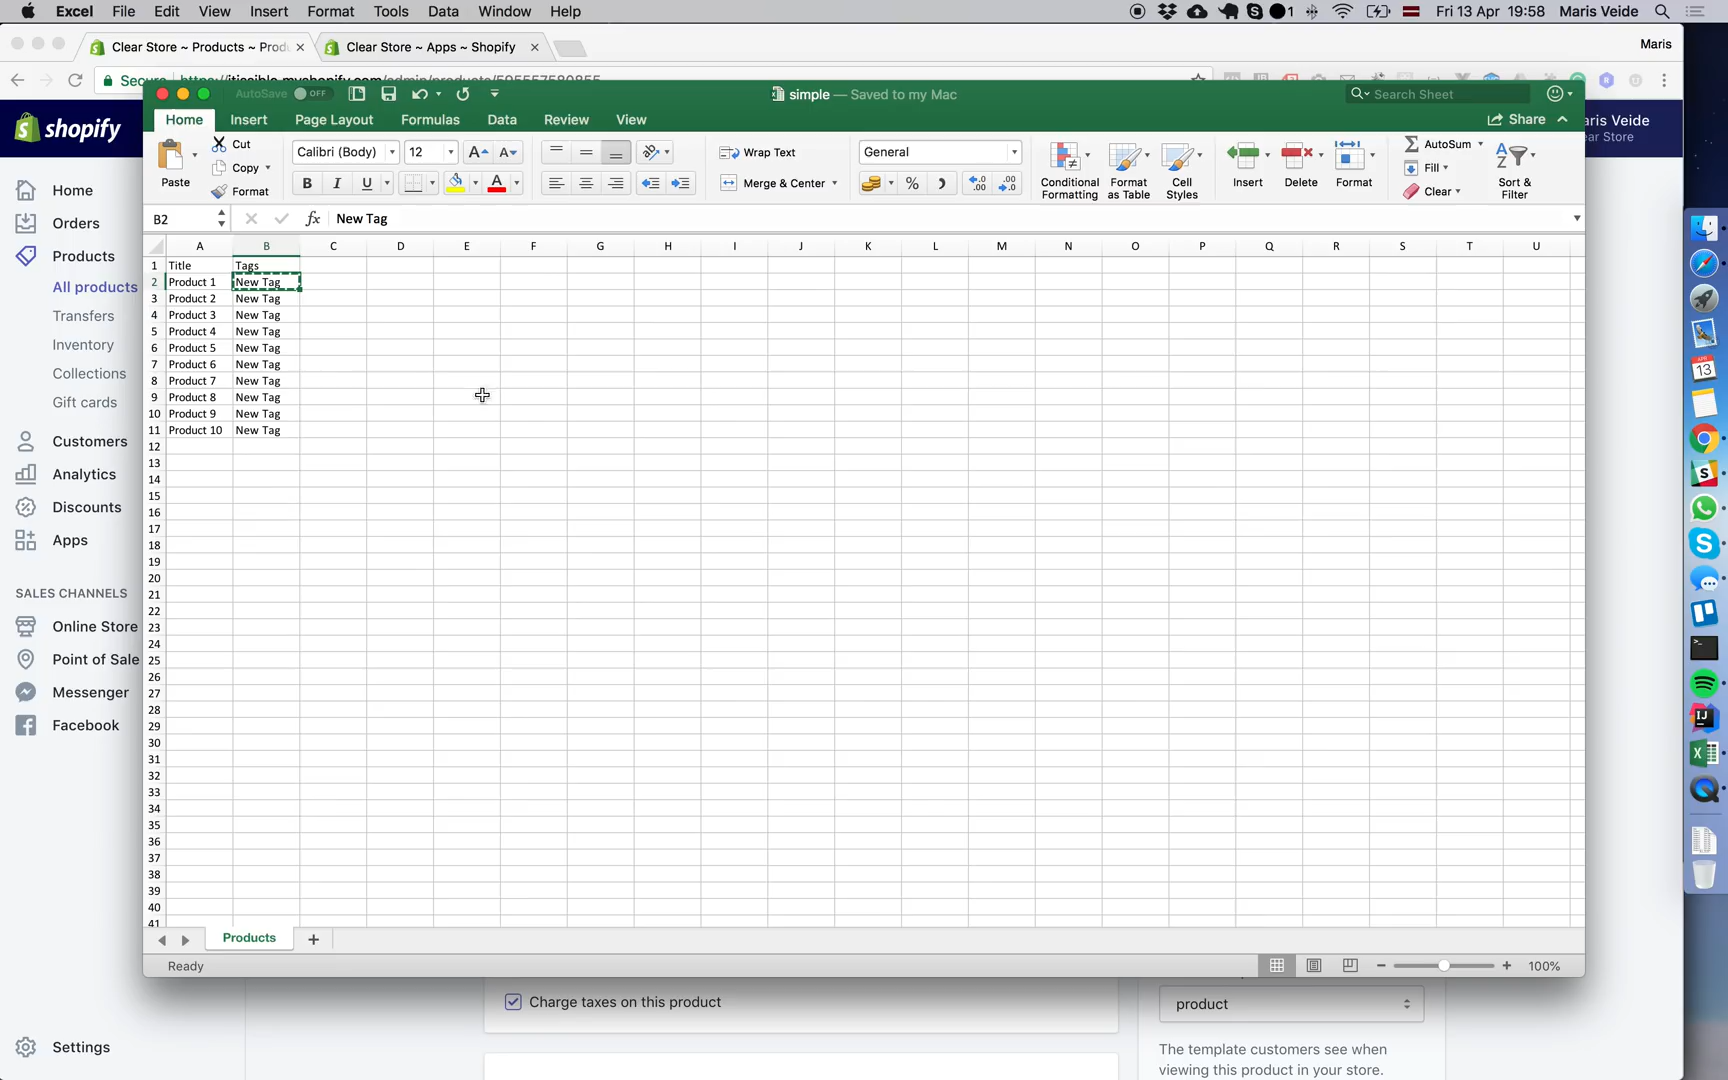 Excel File Edit View Insert Format Tools Data Window Help 1 Fri 13 Apr 19:58 Maris Veide
Clear Store ~ Products ~ Prod Clear Store ~ Apps ~ Shopify Maris
Secure
AutoSave OFF simple — Saved to my Mac Search Sheet
Home Insert Page Layout Formulas Data Review View Share
shopify
aris Veide
ear Store
Paste Cut Copy Format
Calibri (Body) 12 Wrap Text General
B I U A Merge & Center %
Conditional Formatting Format as Table Cell Styles Insert Delete Format AutoSum Fill Clear Sort & Filter
B2 fx New Tag
A B C D E F G H I J K L M N O P Q R S T U
1 Title Tags
2 Product 1 New Tag
3 Product 2 New Tag
4 Product 3 New Tag
5 Product 4 New Tag
6 Product 5 New Tag
7 Product 6 New Tag
8 Product 7 New Tag
9 Product 8 New Tag
10 Product 9 New Tag
11 Product 10 New Tag
12
13
14
15
16
17
18
19
20
21
22
23
24
25
26
27
28
29
30
31
32
33
34
35
36
37
38
39
40
41
Products
Ready 100%
Home
Orders
Products
All products
Transfers
Inventory
Collections
Gift cards
Customers
Analytics
Discounts
Apps
SALES CHANNELS
Online Store
Point of Sale
Messenger
Facebook
Settings
Charge taxes on this product
product
The template customers see when
viewing this product in your store.